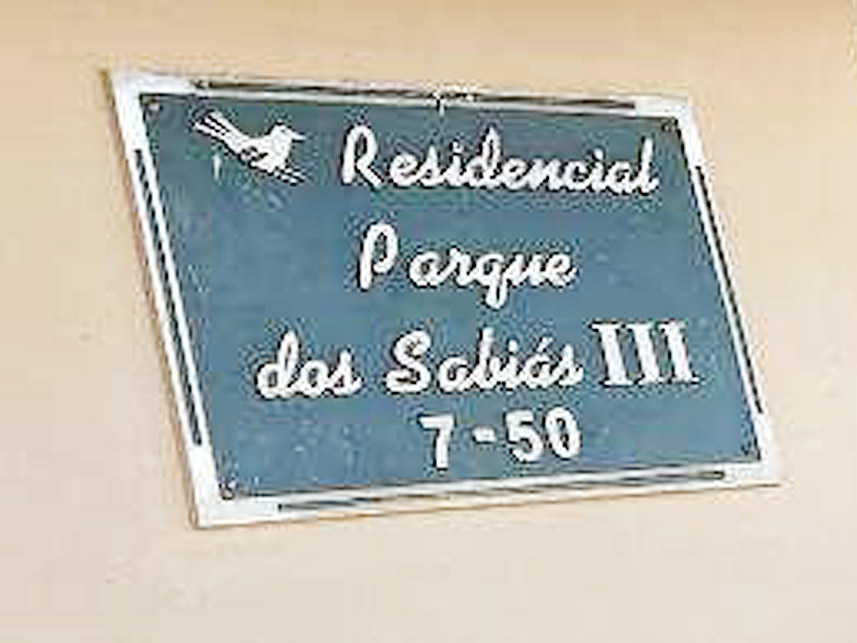 Residencial
Parque
dos Sabiás III
7-50